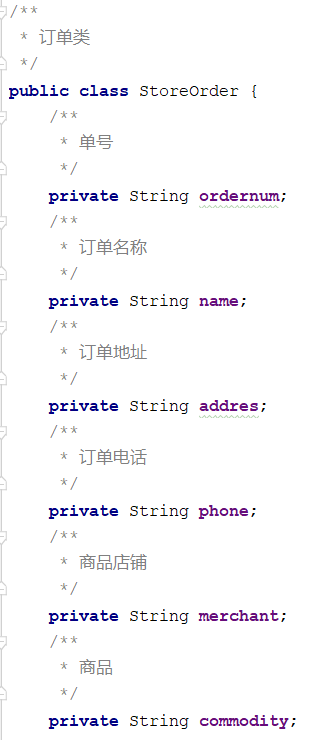 /**
 * 订单类
 */
public class StoreOrder {
    /**
     * 单号
     */
    private String ordernum;
    /**
     * 订单名称
     */
    private String name;
    /**
     * 订单地址
     */
    private String addres;
    /**
     * 订单电话
     */
    private String phone;
    /**
     * 商品店铺
     */
    private String merchant;
    /**
     * 商品
     */
    private String commodity;